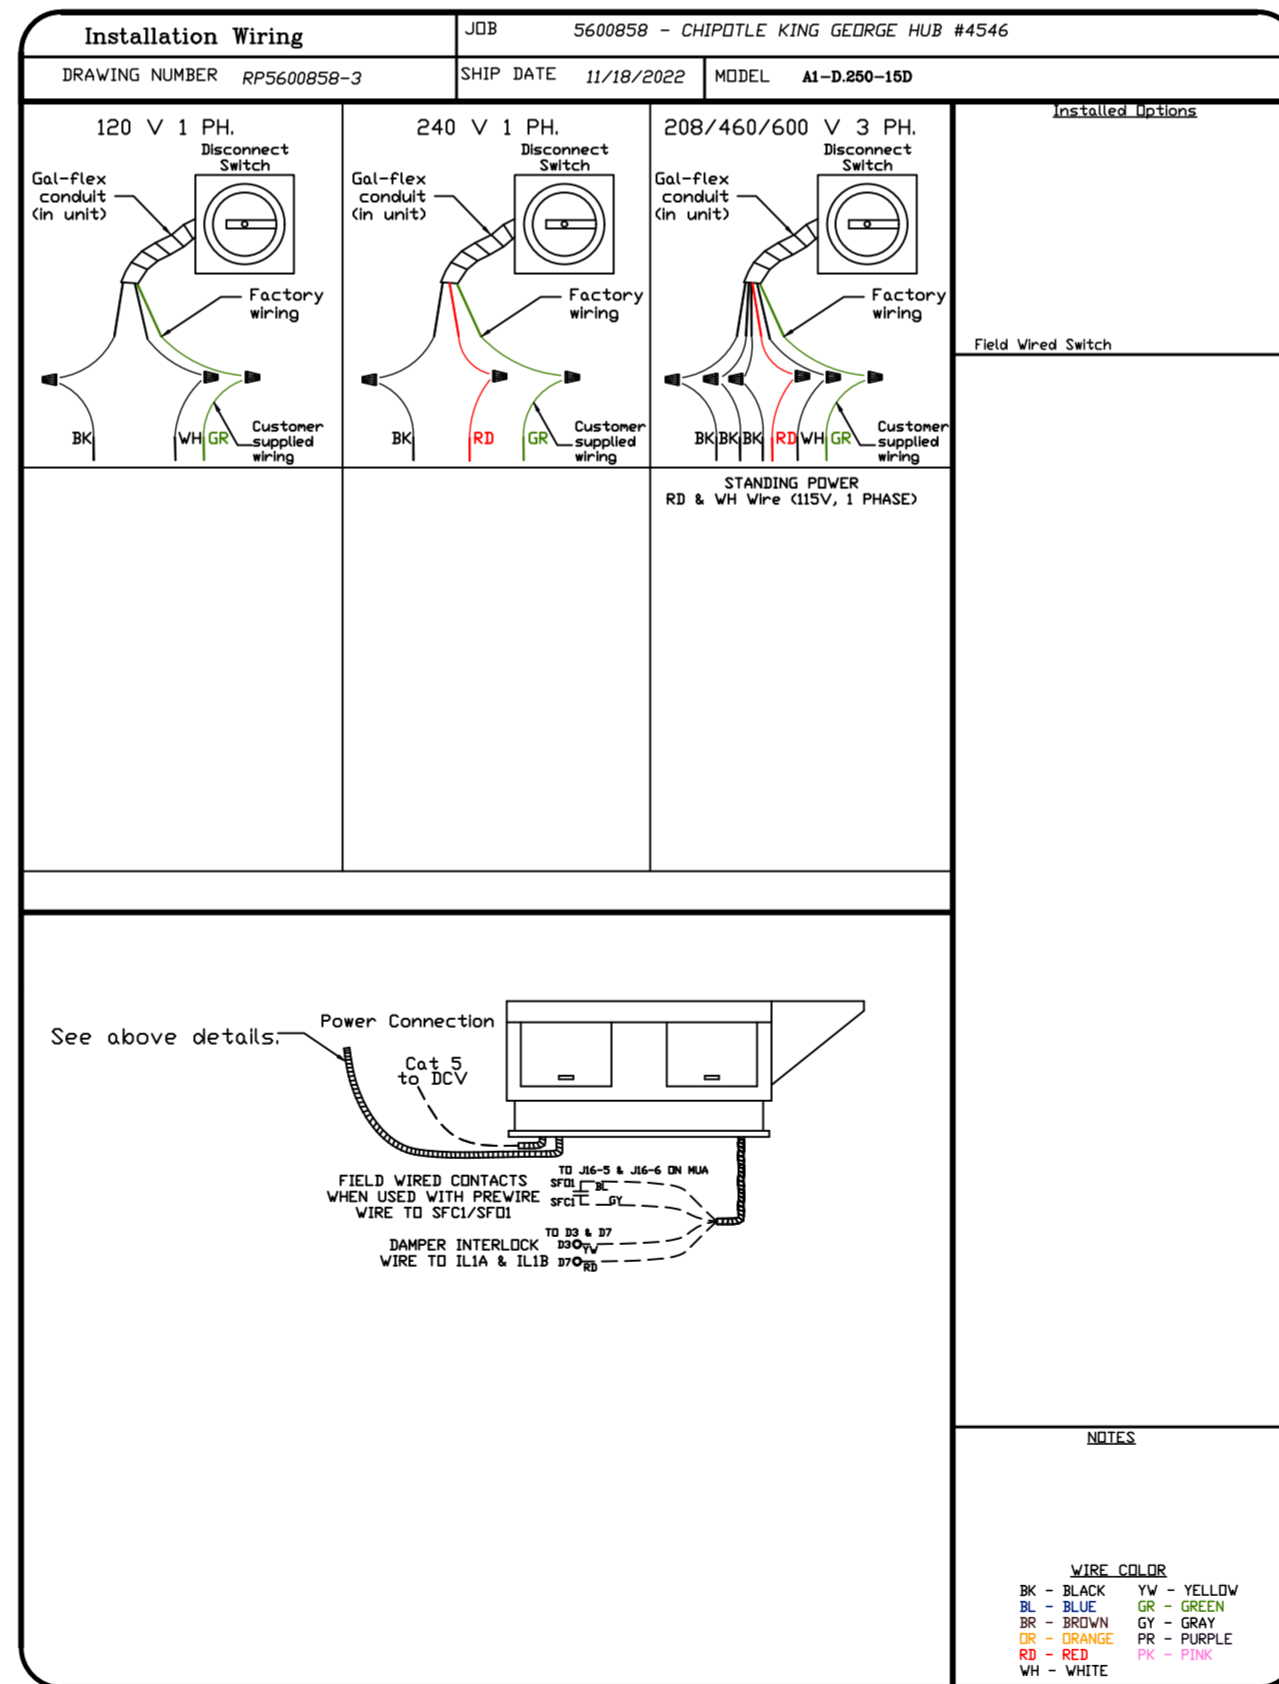 Installation Wiring
JOB 5600858 - CHIPOTLE KING GEORGE HUB #4546
DRAWING NUMBER RP5600858-3
SHIP DATE 11/18/2022
MODEL A1-D.250-15D
120 V 1 PH.
Disconnect
Switch
Gal-flex
conduit
(in unit)
Factory
wiring
BK WH GR
Customer
supplied
wiring
240 V 1 PH.
Disconnect
Switch
Gal-flex
conduit
(in unit)
Factory
wiring
BK RD GR
Customer
supplied
wiring
208/460/600 V 3 PH.
Disconnect
Switch
Gal-flex
conduit
(in unit)
Factory
wiring
BK BK BK RD WH GR
Customer
supplied
wiring
STANDING POWER
RD & WH Wire (115V, 1 PHASE)
Installed Options
Field Wired Switch
See above details.
Power Connection
Cat 5
to DCV
FIELD WIRED CONTACTS
WHEN USED WITH PREWIRE
WIRE TO SFC1/SFO1
TO J16-5 & J16-6 ON MUA
SFO1 BL
SFC1 GY
DAMPER INTERLOCK
WIRE TO IL1A & IL1B
TO D3 & D7
D3 YW
D7 RD
NOTES
WIRE COLOR
BK - BLACK YW - YELLOW
BL - BLUE GR - GREEN
BR - BROWN GY - GRAY
OR - ORANGE PR - PURPLE
RD - RED PK - PINK
WH - WHITE